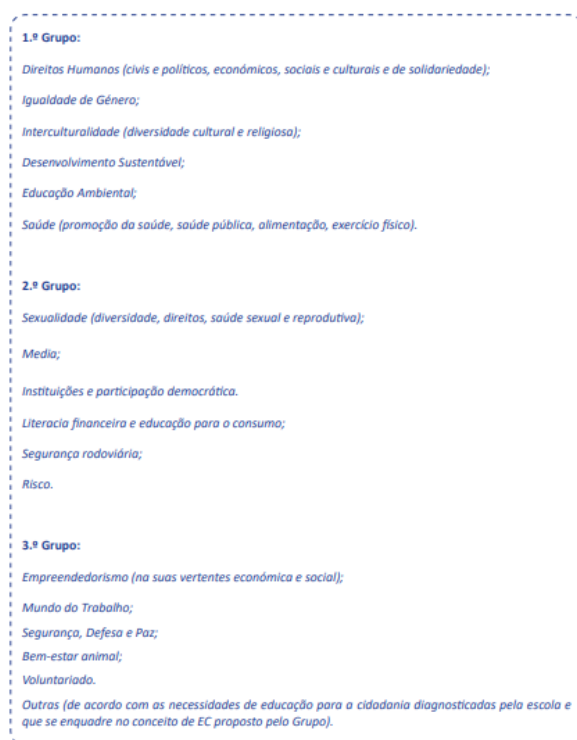 1.º Grupo:
Direitos Humanos (civis e políticos, económicos, sociais e culturais e de solidariedade);
Igualdade de Género;
Interculturalidade (diversidade cultural e religiosa);
Desenvolvimento Sustentável;
Educação Ambiental;
Saúde (promoção da saúde, saúde pública, alimentação, exercício físico).
2.º Grupo:
Sexualidade (diversidade, direitos, saúde sexual e reprodutiva);
Media;
Instituições e participação democrática.
Literacia financeira e educação para o consumo;
Segurança rodoviária;
Risco.
3.º Grupo:
Empreendedorismo (na suas vertentes económica e social);
Mundo do Trabalho;
Segurança, Defesa e Paz;
Bem-estar animal;
Voluntariado.
Outras (de acordo com as necessidades de educação para a cidadania diagnosticadas pela escola e
que se enquadre no conceito de EC proposto pelo Grupo).